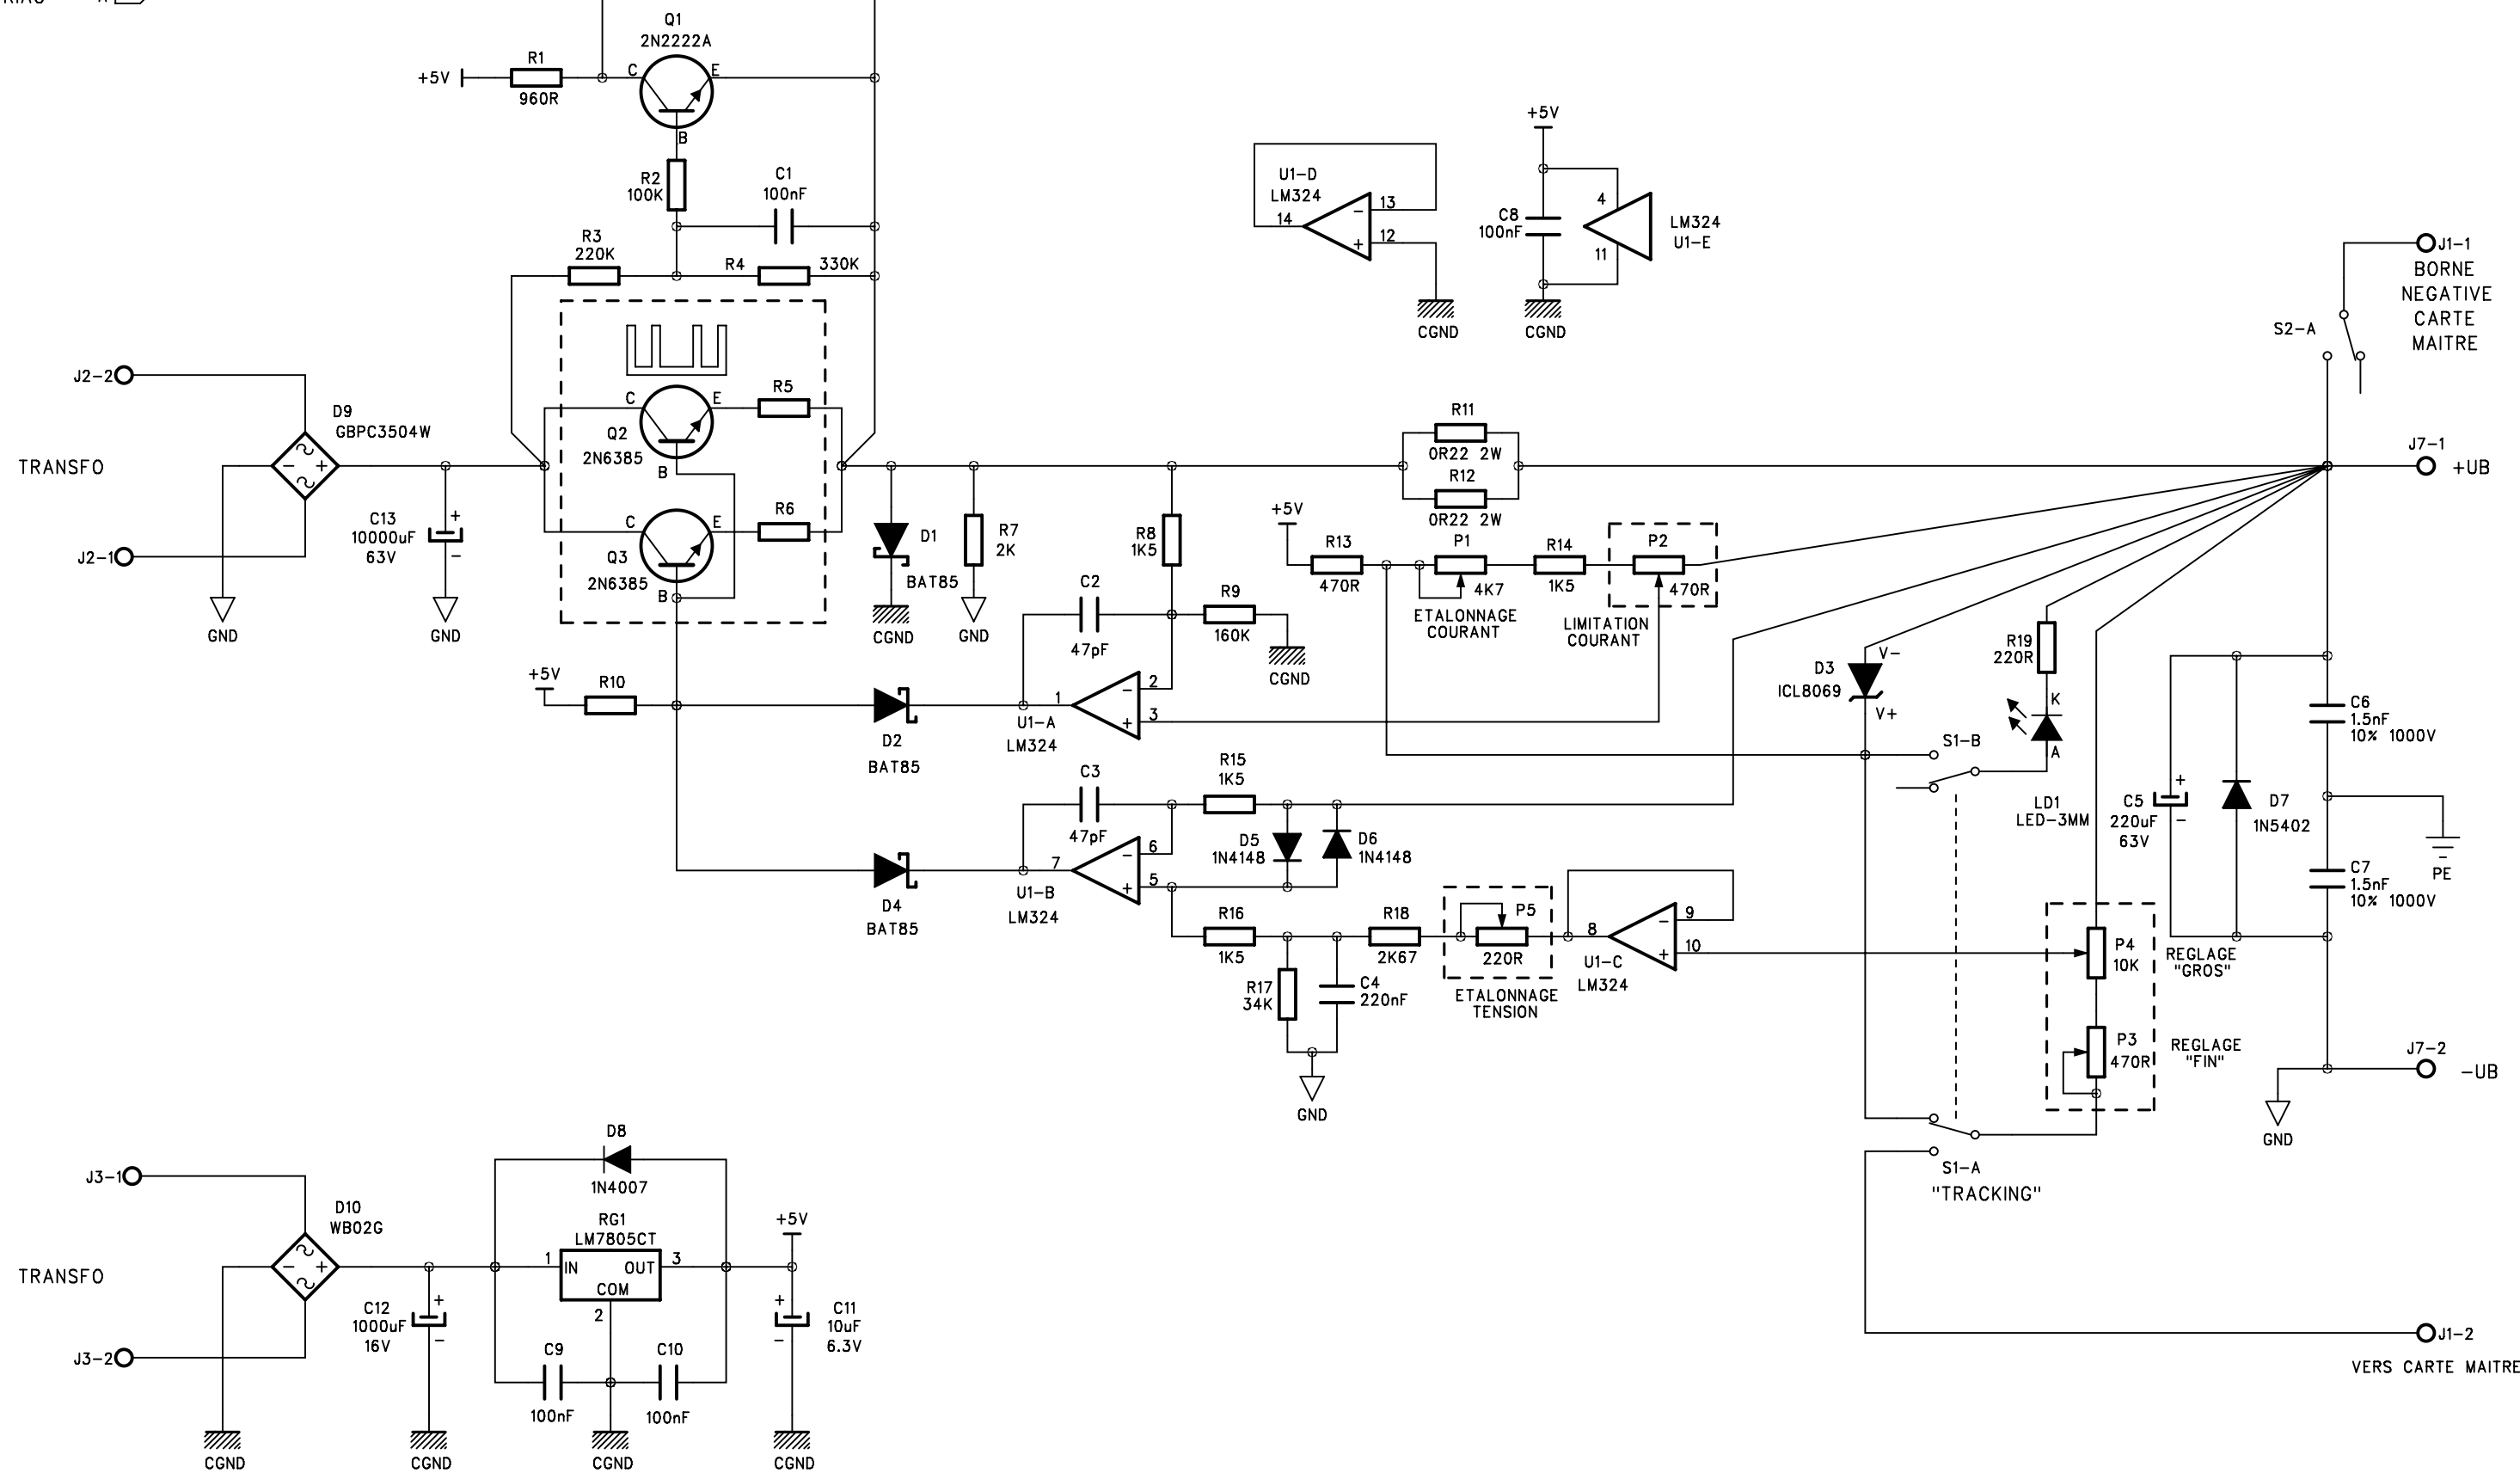 A
Q1
2N2222A
+5V
R1
960R
C
E
B
R2
100K
C1
100nF
R3
220K
R4
330K
U1-D
LM324
14
13
12
-
+
CGND
+5V
C8
100nF
4
11
LM324
U1-E
CGND
J1-1
BORNE
NEGATIVE
CARTE
MAITRE
S2-A
J2-2
D9
GBPC3504W
TRANSFO
J2-1
-
+
GND
C13
10000uF
63V
+
-
GND
C
E
R5
Q2
2N6385
B
C
E
R6
Q3
2N6385
B
D1
BAT85
CGND
R7
2K
GND
R8
1K5
C2
47pF
R9
160K
CGND
R11
0R22 2W
R12
0R22 2W
J7-1
+UB
+5V
R13
470R
P1
4K7
ETALONNAGE
COURANT
R14
1K5
P2
470R
LIMITATION
COURANT
+5V
R10
D2
BAT85
1
2
3
-
+
U1-A
LM324
D3
ICL8069
V-
V+
R19
220R
K
A
S1-B
LD1
LED-3MM
C6
1.5nF
10% 1000V
C5
220uF
63V
+
-
D7
1N5402
PE
C7
1.5nF
10% 1000V
C3
47pF
R15
1K5
D5
1N4148
D6
1N4148
D4
BAT85
7
6
5
-
+
U1-B
LM324
R16
1K5
R17
34K
C4
220nF
GND
R18
2K67
P5
220R
ETALONNAGE
TENSION
8
9
10
-
+
U1-C
LM324
P4
10K
REGLAGE
"GROS"
P3
470R
REGLAGE
"FIN"
J7-2
-UB
GND
S1-A
"TRACKING"
J1-2
VERS CARTE MAITRE
J3-1
D10
WB02G
TRANSFO
J3-2
-
+
CGND
C12
1000uF
16V
+
-
CGND
D8
1N4007
RG1
LM7805CT
1
IN
OUT
3
COM
2
C9
100nF
C10
100nF
CGND
+5V
C11
10uF
6.3V
+
-
CGND